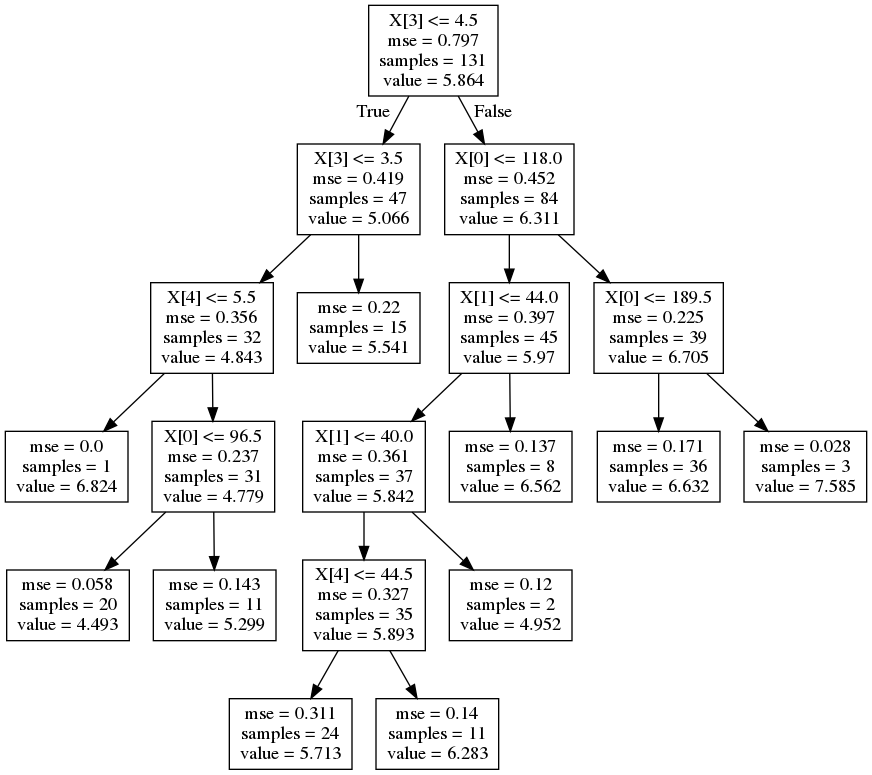 X[3] <= 4.5
mse = 0.797
samples = 131
value = 5.864
True
False
X[3] <= 3.5
mse = 0.419
samples = 47
value = 5.066
X[0] <= 118.0
mse = 0.452
samples = 84
value = 6.311
X[4] <= 5.5
mse = 0.356
samples = 32
value = 4.843
mse = 0.22
samples = 15
value = 5.541
X[1] <= 44.0
mse = 0.397
samples = 45
value = 5.97
X[0] <= 189.5
mse = 0.225
samples = 39
value = 6.705
mse = 0.0
samples = 1
value = 6.824
X[0] <= 96.5
mse = 0.237
samples = 31
value = 4.779
X[1] <= 40.0
mse = 0.361
samples = 37
value = 5.842
mse = 0.137
samples = 8
value = 6.562
mse = 0.171
samples = 36
value = 6.632
mse = 0.028
samples = 3
value = 7.585
mse = 0.058
samples = 20
value = 4.493
mse = 0.143
samples = 11
value = 5.299
X[4] <= 44.5
mse = 0.327
samples = 35
value = 5.893
mse = 0.12
samples = 2
value = 4.952
mse = 0.311
samples = 24
value = 5.713
mse = 0.14
samples = 11
value = 6.283